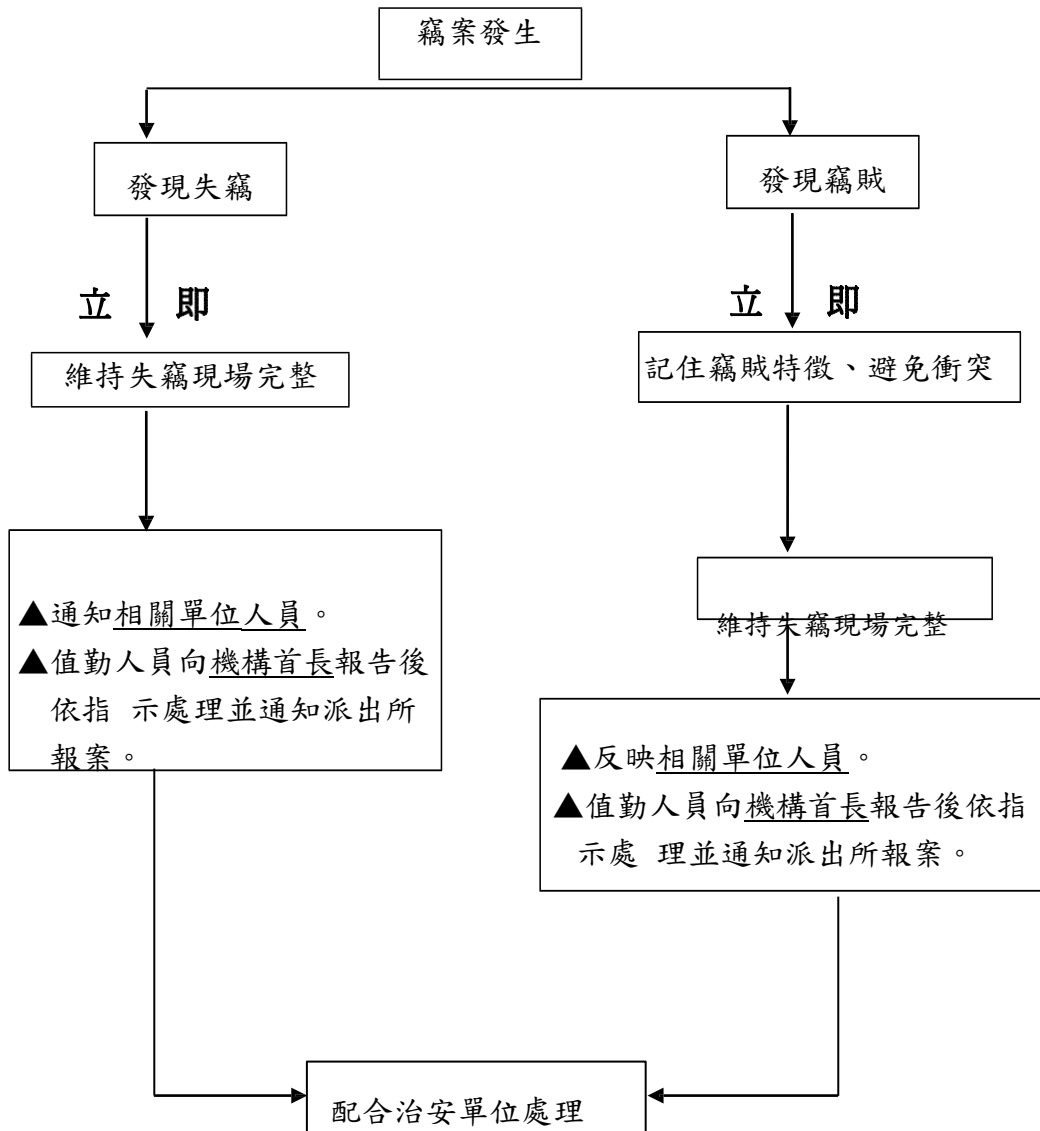 竊案發生
發現失竊
發現竊賊
立 即
立 即
維持失竊現場完整
記住竊賊特徵、避免衝突
▲通知相關單位人員。
▲值勤人員向機構首長報告後
依指 示處理並通知派出所
報案。
維持失竊現場完整
▲反映相關單位人員。
▲值勤人員向機構首長報告後依指
示處 理並通知派出所報案。
配合治安單位處理